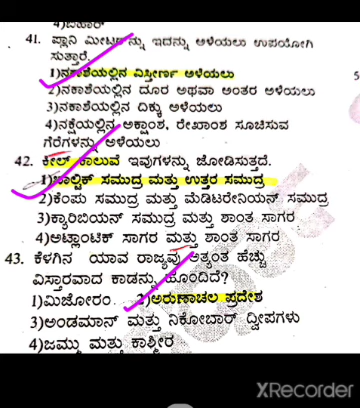 4)ಬಿಹಾರ
41. ಪ್ಲಾನಿ ಮೀಟರನ್ನು ಇದನ್ನು ಅಳೆಯಲು ಉಪಯೋಗಿ
ಸುತ್ತಾರೆ.
1)ನಕಾಶೆಯಲ್ಲಿನ ವಿಸ್ತೀರ್ಣ ಅಳೆಯಲು
2)ನಕಾಶೆಯಲ್ಲಿನ ದೂರ ಅಥವಾ ಅಂತರ ಅಳೆಯಲು
3)ನಕಾಶೆಯಲ್ಲಿನ ದಿಕ್ಕು ಅಳೆಯಲು
4)ನಕ್ಷೆಯಲ್ಲಿನ ಅಕ್ಷಾಂಶ, ರೇಖಾಂಶ ಸೂಚಿಸುವ
ಗೆರೆಗಳನ್ನು ಅಳೆಯಲು
42. ಕೀಲ್ ಕಾಲುವೆ ಇವುಗಳನ್ನು ಜೋಡಿಸುತ್ತದೆ.
1)ಬಾಲ್ಟಿಕ್ ಸಮುದ್ರ ಮತ್ತು ಉತ್ತರ ಸಮುದ್ರ
2)ಕೆಂಪು ಸಮುದ್ರ ಮತ್ತು ಮೆಡಿಟರೇನಿಯನ್ ಸಮುದ್ರ
3)ಕ್ಯಾರಿಬಿಯನ್ ಸಮುದ್ರ ಮತ್ತು ಶಾಂತ ಸಾಗರ
4)ಅಟ್ಲಾಂಟಿಕ್ ಸಾಗರ ಮತ್ತು ಶಾಂತ ಸಾಗರ
43. ಕೆಳಗಿನ ಯಾವ ರಾಜ್ಯವು ಅತ್ಯಂತ ಹೆಚ್ಚು
ವಿಸ್ತಾರವಾದ ಕಾಡನ್ನು ಹೊಂದಿದೆ?
1)ಮಿಜೋರಂ 2)ಅರುಣಾಚಲ ಪ್ರದೇಶ
3)ಅಂಡಮಾನ್ ಮತ್ತು ನಿಕೋಬಾರ್ ದ್ವೀಪಗಳು
4)ಜಮ್ಮು ಮತ್ತು ಕಾಶ್ಮೀರ
XRecorder